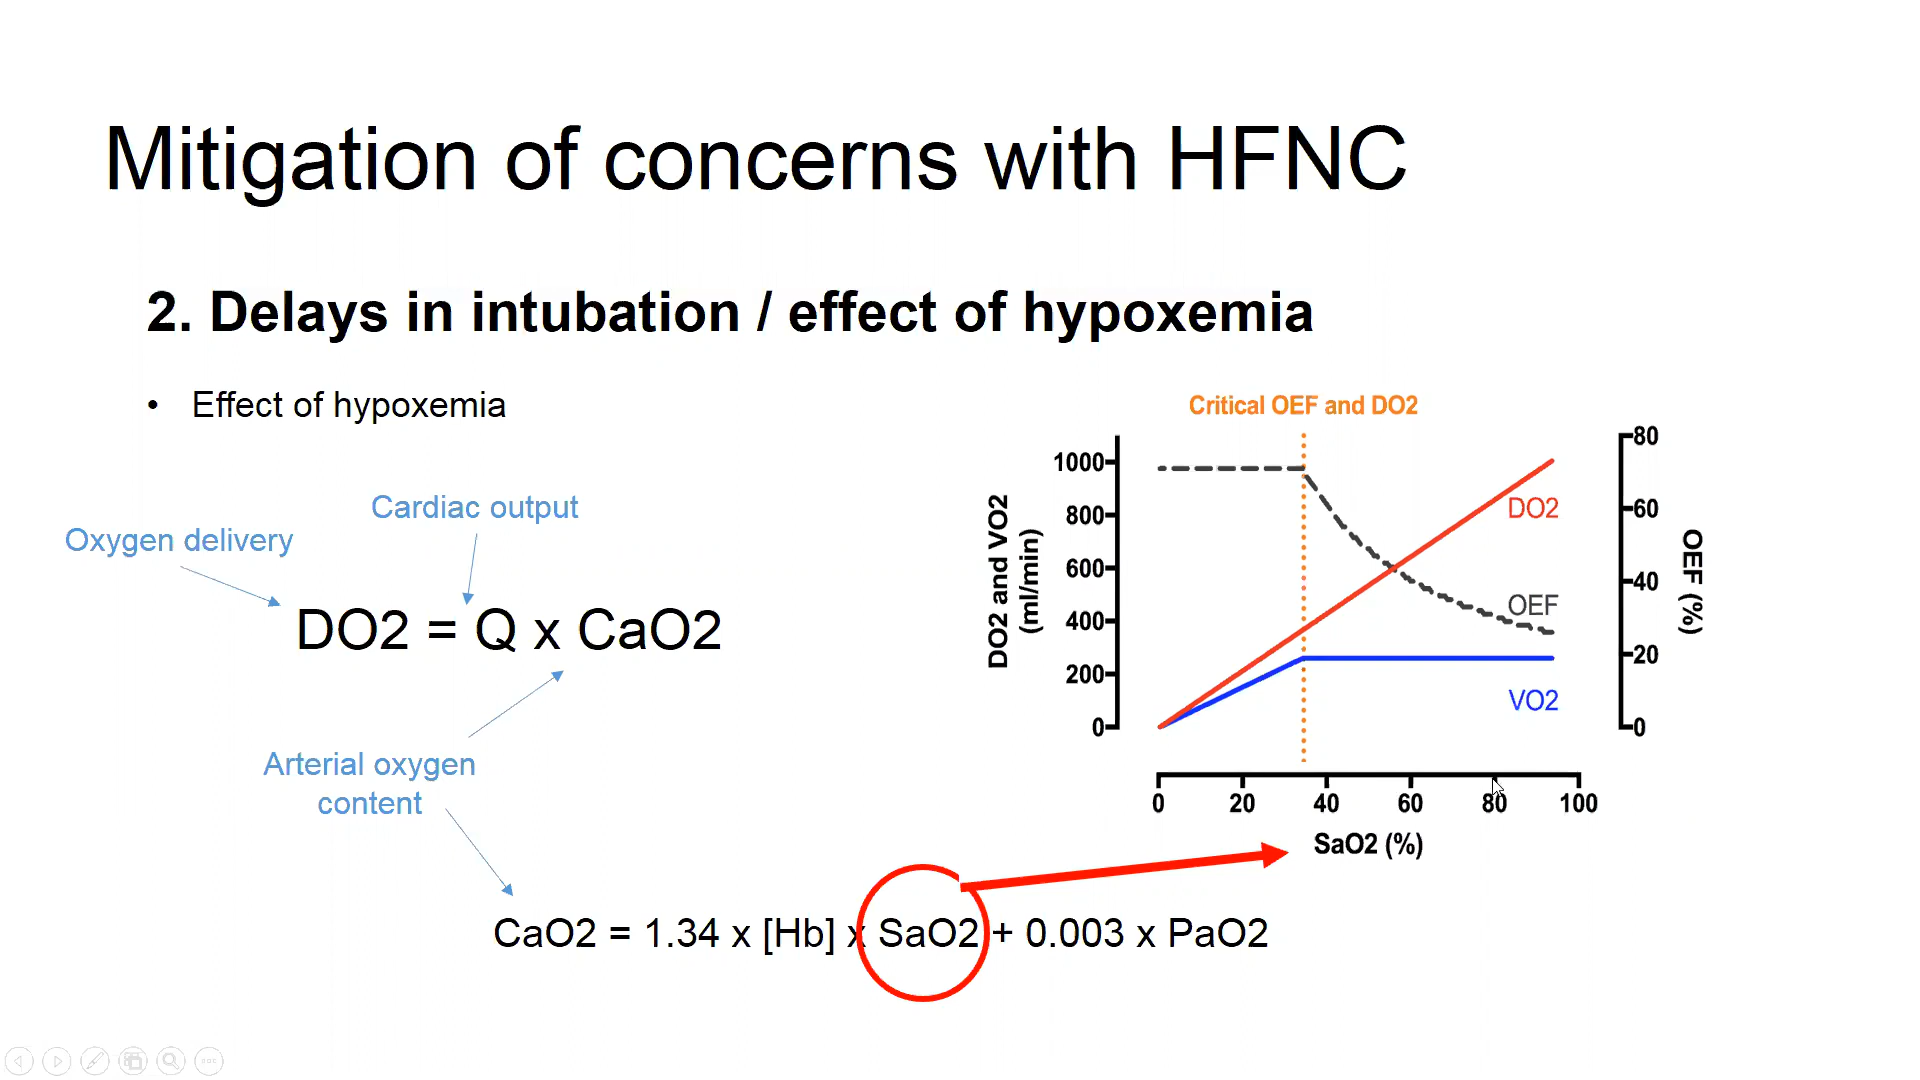 Mitigation of concerns with HFNC
2. Delays in intubation / effect of hypoxemia
• Effect of hypoxemia
Cardiac output
Oxygen delivery
DO2 = Q x CaO2
Arterial oxygen
content
CaO2 = 1.34 x [Hb] x SaO2 + 0.003 x PaO2
Critical OEF and DO2
DO2 and VO2
(ml/min)
1000
800
600
400
200
0
DO2
OEF
VO2
80
60
40
20
0
OEF (%)
0 20 40 60 80 100
SaO2 (%)